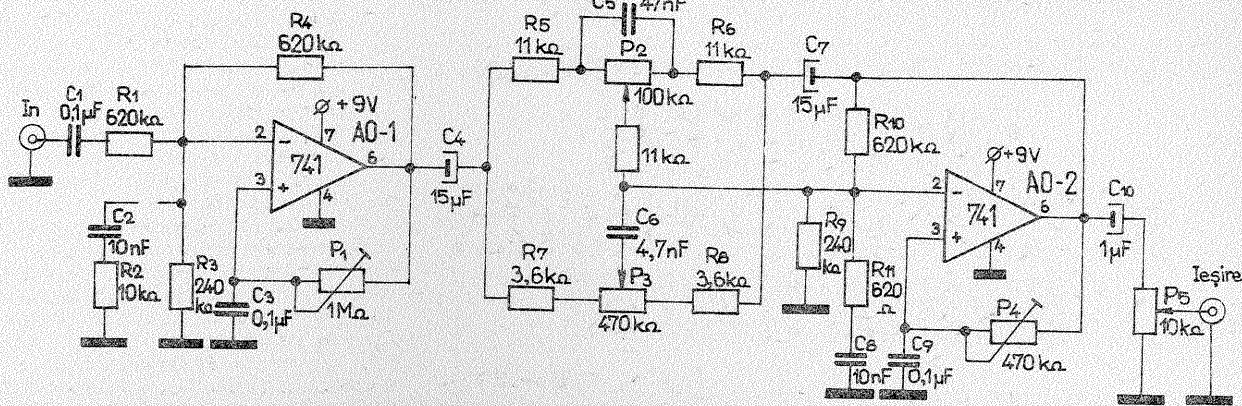 In
C1
0,1µF
R1
620kΩ
R4
620kΩ
C2
10nF
R2
10kΩ
R3
240
kΩ
2
3
+9V
7
AO-1
741
6
4
C3
0,1µF
P1
1MΩ
C4
15µF
R5
11kΩ
C5
47nF
P2
100kΩ
R6
11kΩ
11kΩ
C6
4,7nF
R7
3,6kΩ
P3
470kΩ
R8
3,6kΩ
C7
15µF
R10
620kΩ
R9
240
kΩ
R11
620
Ω
C8
10nF
C9
0,1µF
2
3
+9V
7
AO-2
741
6
4
P4
470kΩ
C10
1µF
P5
10kΩ
Ieşire